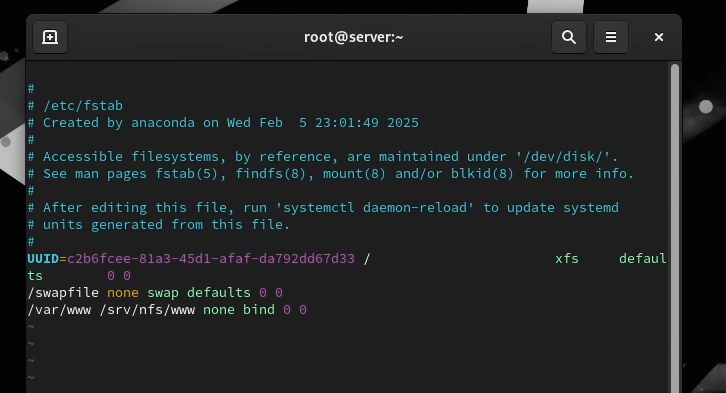 root@server:~
#
# /etc/fstab
# Created by anaconda on Wed Feb  5 23:01:49 2025
#
# Accessible filesystems, by reference, are maintained under '/dev/disk/'.
# See man pages fstab(5), findfs(8), mount(8) and/or blkid(8) for more info.
#
# After editing this file, run 'systemctl daemon-reload' to update systemd
# units generated from this file.
#
UUID=c2b6fcee-81a3-45d1-afaf-da792dd67d33 /                       xfs     defaul
ts        0 0
/swapfile none swap defaults 0 0
/var/www /srv/nfs/www none bind 0 0
~
~
~
~